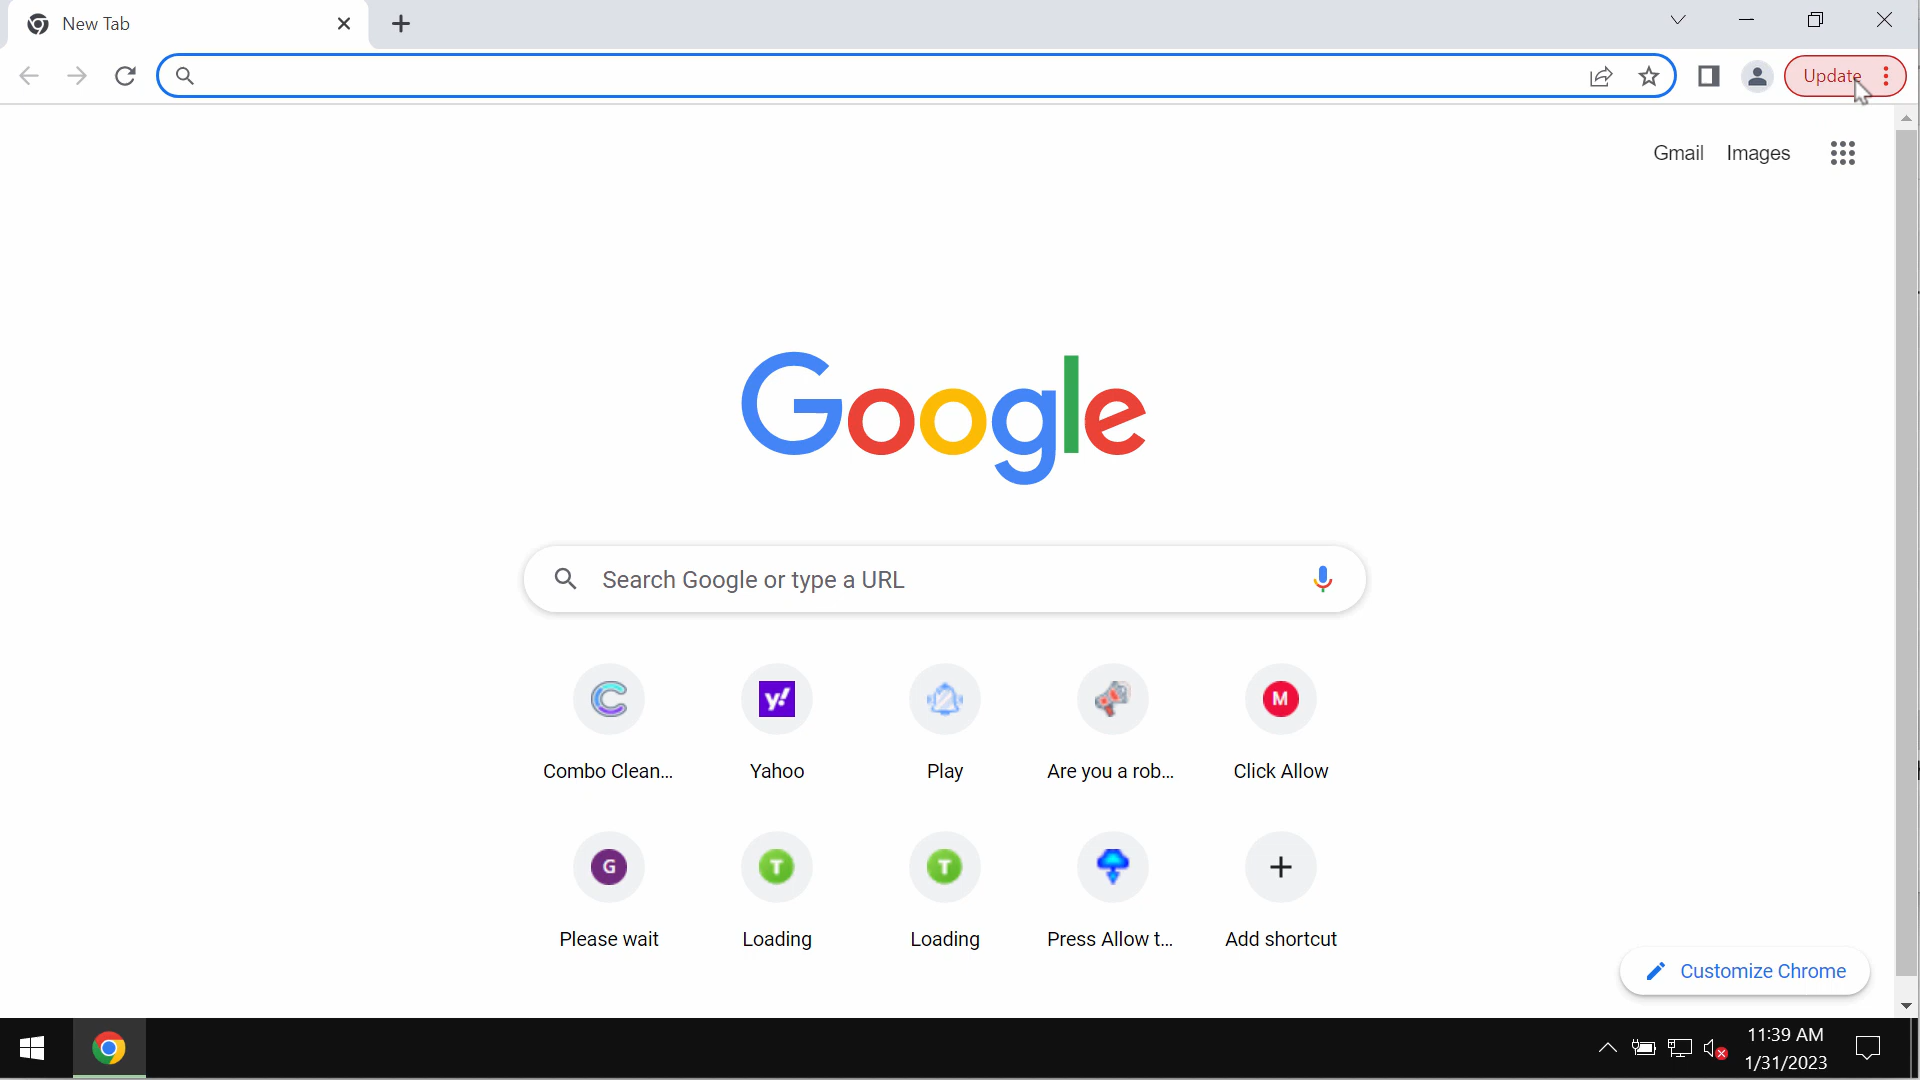 New Tab
Update
Gmail Images
Google
Search Google or type a URL
Combo Clean... Yahoo Play Are you a rob... Click Allow
Please wait Loading Loading Press Allow t... Add shortcut
Customize Chrome
11:39 AM
1/31/2023